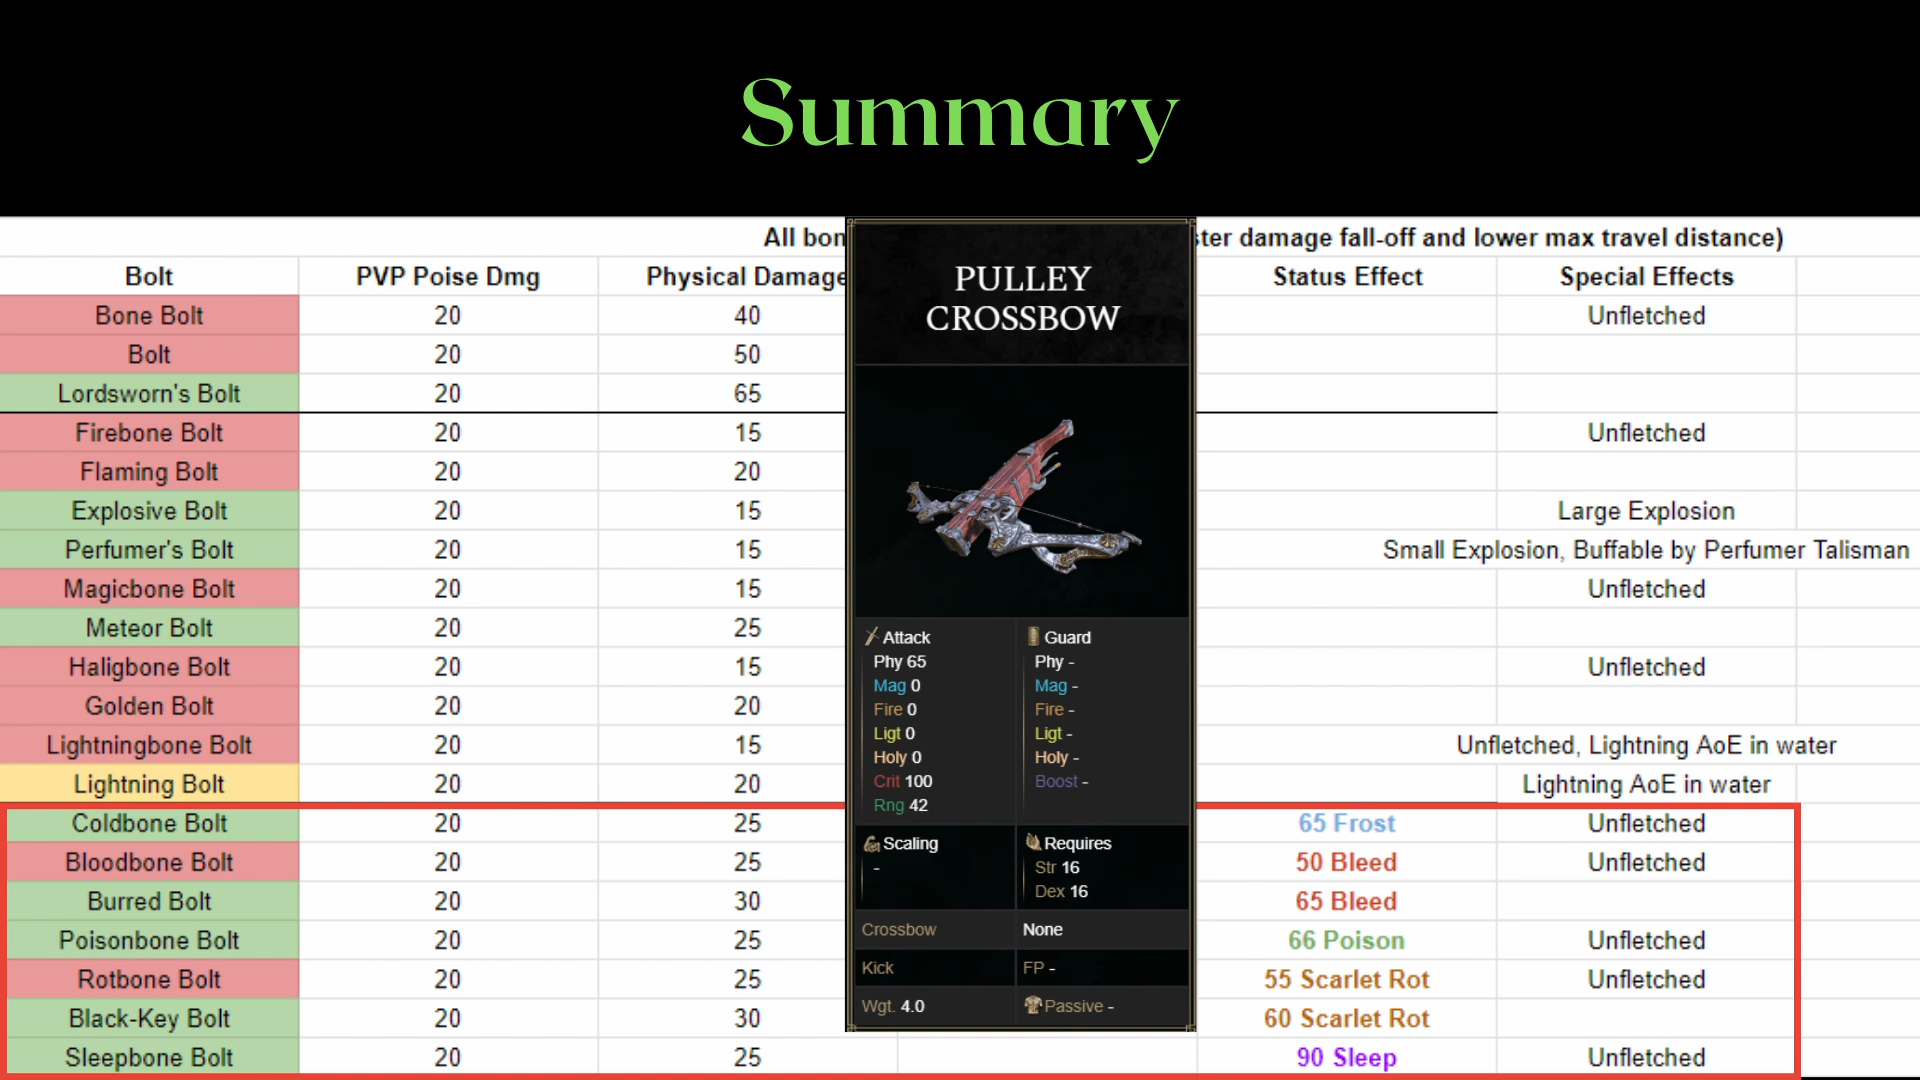 Summary
All bon
ter damage fall-off and lower max travel distance)
Bolt PVP Poise Dmg Physical Damage Status Effect Special Effects
Bone Bolt 20 40 Unfletched
Bolt 20 50
Lordsworn's Bolt 20 65
Firebone Bolt 20 15 Unfletched
Flaming Bolt 20 20
Explosive Bolt 20 15 Large Explosion
Perfumer's Bolt 20 15 Small Explosion, Buffable by Perfumer Talisman
Magicbone Bolt 20 15 Unfletched
Meteor Bolt 20 25
Haligbone Bolt 20 15 Unfletched
Golden Bolt 20 20
Lightningbone Bolt 20 15 Unfletched, Lightning AoE in water
Lightning Bolt 20 20 Lightning AoE in water
Coldbone Bolt 20 25 65 Frost Unfletched
Bloodbone Bolt 20 25 50 Bleed Unfletched
Burred Bolt 20 30 65 Bleed
Poisonbone Bolt 20 25 66 Poison Unfletched
Rotbone Bolt 20 25 55 Scarlet Rot Unfletched
Black-Key Bolt 20 30 60 Scarlet Rot
Sleepbone Bolt 20 25 90 Sleep Unfletched
PULLEY
CROSSBOW
Attack Guard
Phy 65 Phy -
Mag 0 Mag -
Fire 0 Fire -
Ligt 0 Ligt -
Holy 0 Holy -
Crit 100 Boost -
Rng 42
Scaling Requires
- Str 16
Dex 16
Crossbow None
Kick FP -
Wgt. 4.0 Passive -